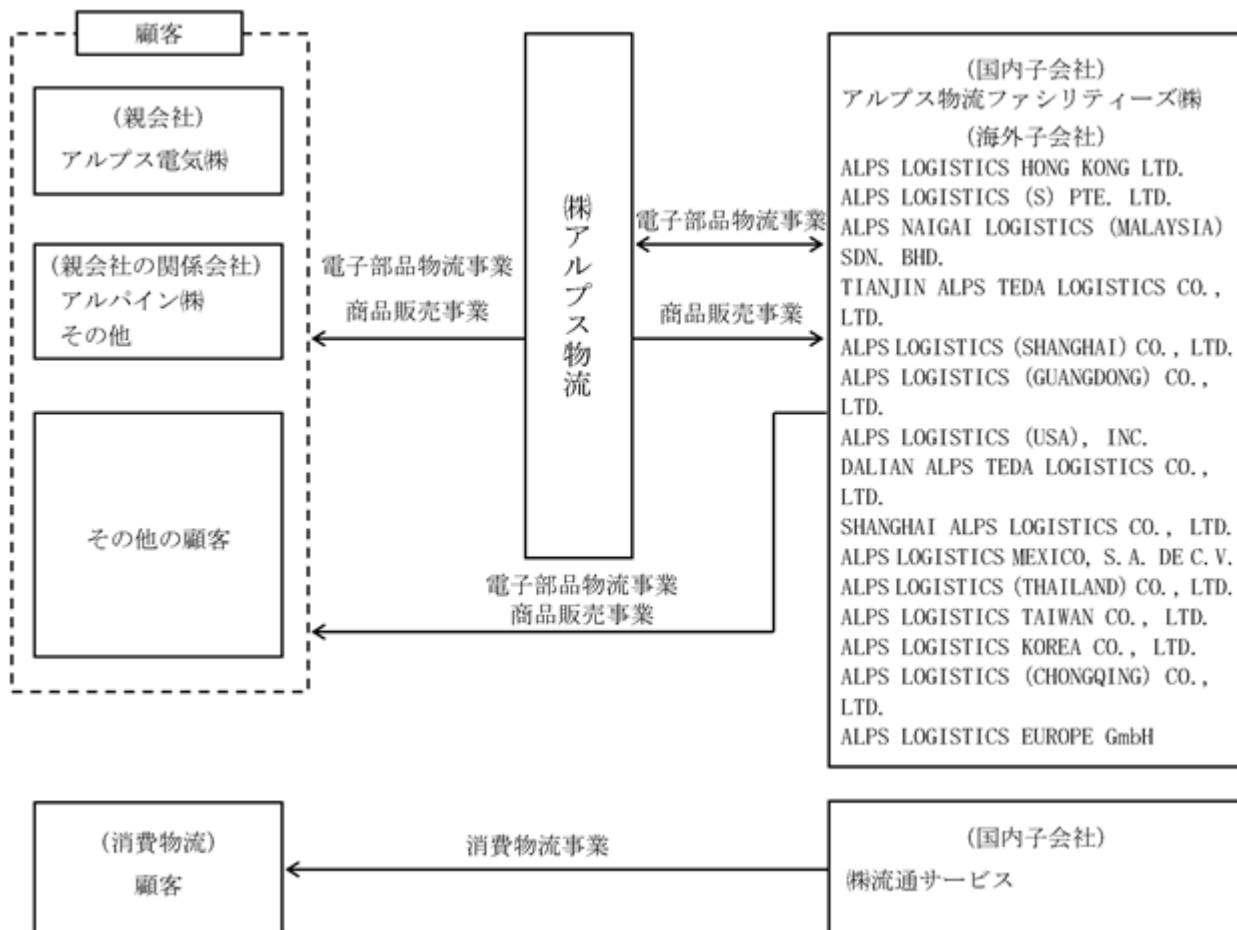 顧客
(親会社)
アルプス電気㈱
(親会社の関係会社)
アルパイン㈱
その他
その他の顧客
電子部品物流事業
商品販売事業
㈱アルプス物流
電子部品物流事業
商品販売事業
電子部品物流事業
商品販売事業
(国内子会社)
アルプス物流ファシリティーズ㈱
(海外子会社)
ALPS LOGISTICS HONG KONG LTD.
ALPS LOGISTICS (S) PTE. LTD.
ALPS NAIGAI LOGISTICS (MALAYSIA)
SDN. BHD.
TIANJIN ALPS TEDA LOGISTICS CO.,
LTD.
ALPS LOGISTICS (SHANGHAI) CO., LTD.
ALPS LOGISTICS (GUANGDONG) CO.,
LTD.
ALPS LOGISTICS (USA), INC.
DALIAN ALPS TEDA LOGISTICS CO.,
LTD.
SHANGHAI ALPS LOGISTICS CO., LTD.
ALPS LOGISTICS MEXICO, S.A. DE C.V.
ALPS LOGISTICS (THAILAND) CO., LTD.
ALPS LOGISTICS TAIWAN CO., LTD.
ALPS LOGISTICS KOREA CO., LTD.
ALPS LOGISTICS (CHONGQING) CO.,
LTD.
ALPS LOGISTICS EUROPE GmbH
(消費物流)
顧客
消費物流事業
(国内子会社)
㈱流通サービス